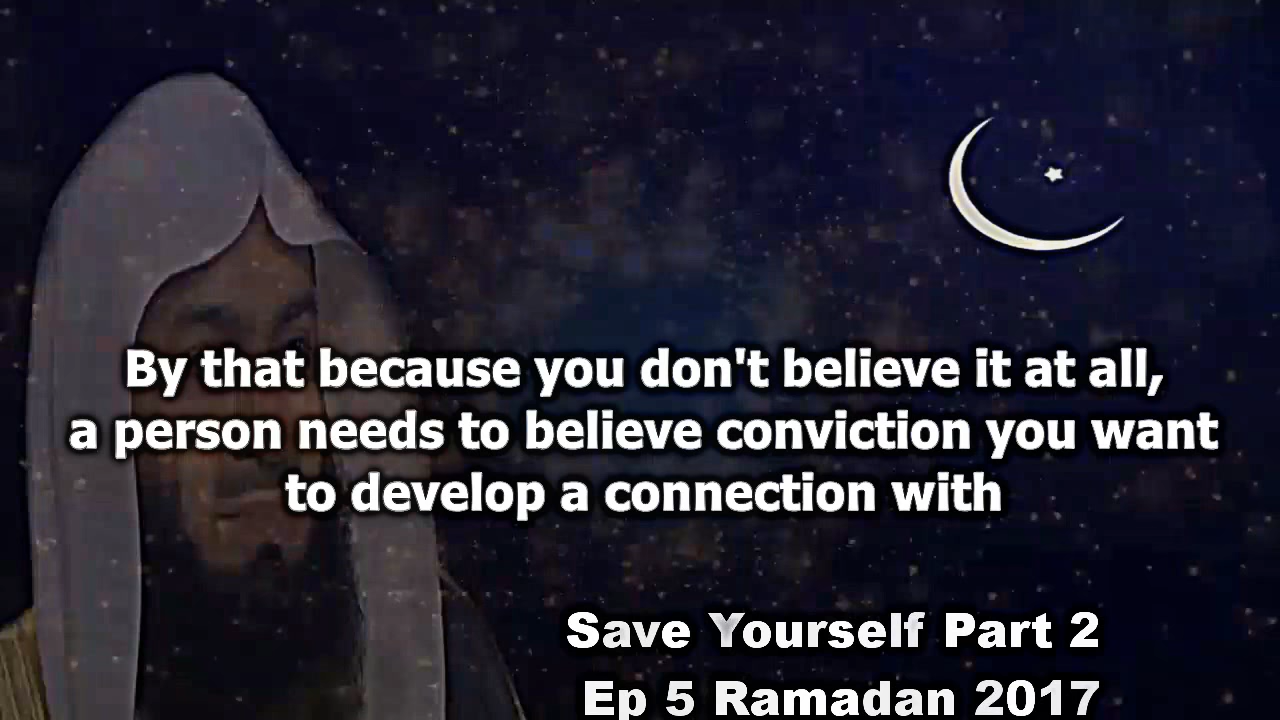 By that because you don't believe it at all,
a person needs to believe conviction you want
to develop a connection with
Save Yourself Part 2
Ep 5 Ramadan 2017